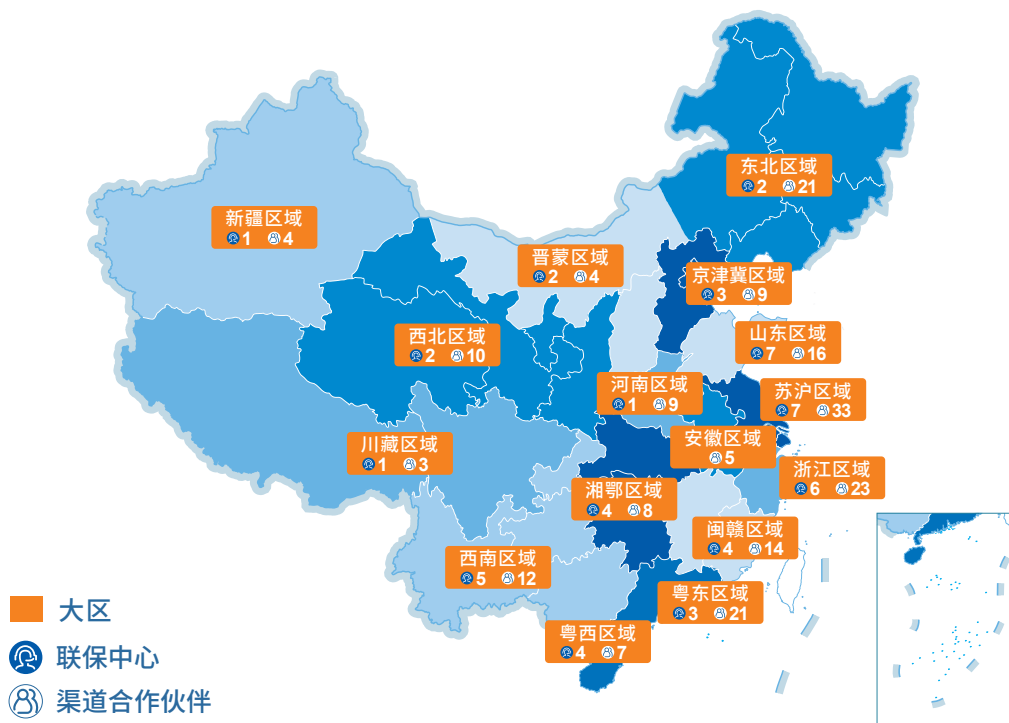 东北区域
2 21
新疆区域
1 4
晋蒙区域
2 4
京津冀区域
3 9
西北区域
2 10
山东区域
7 16
河南区域
1 9
苏沪区域
7 33
川藏区域
1 3
安徽区域
5
浙江区域
6 23
湘鄂区域
4 8
闽赣区域
4 14
西南区域
5 12
粤东区域
3 21
粤西区域
4 7
大区
联保中心
渠道合作伙伴